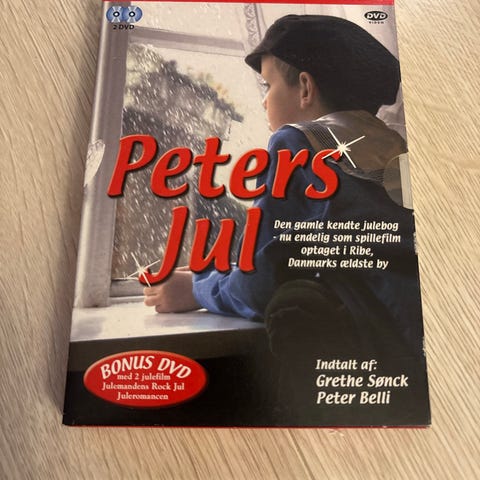 2 DVD
DVD
VIDEO
Peters
Jul
Den gamle kendte julebog
- nu endelig som spillefilm
optaget i Ribe,
Danmarks ældste by
BONUS DVD
med 2 julefilm
Julemandens Rock Jul
Juleromancen
Indtalt af:
Grethe Sønck
Peter Belli